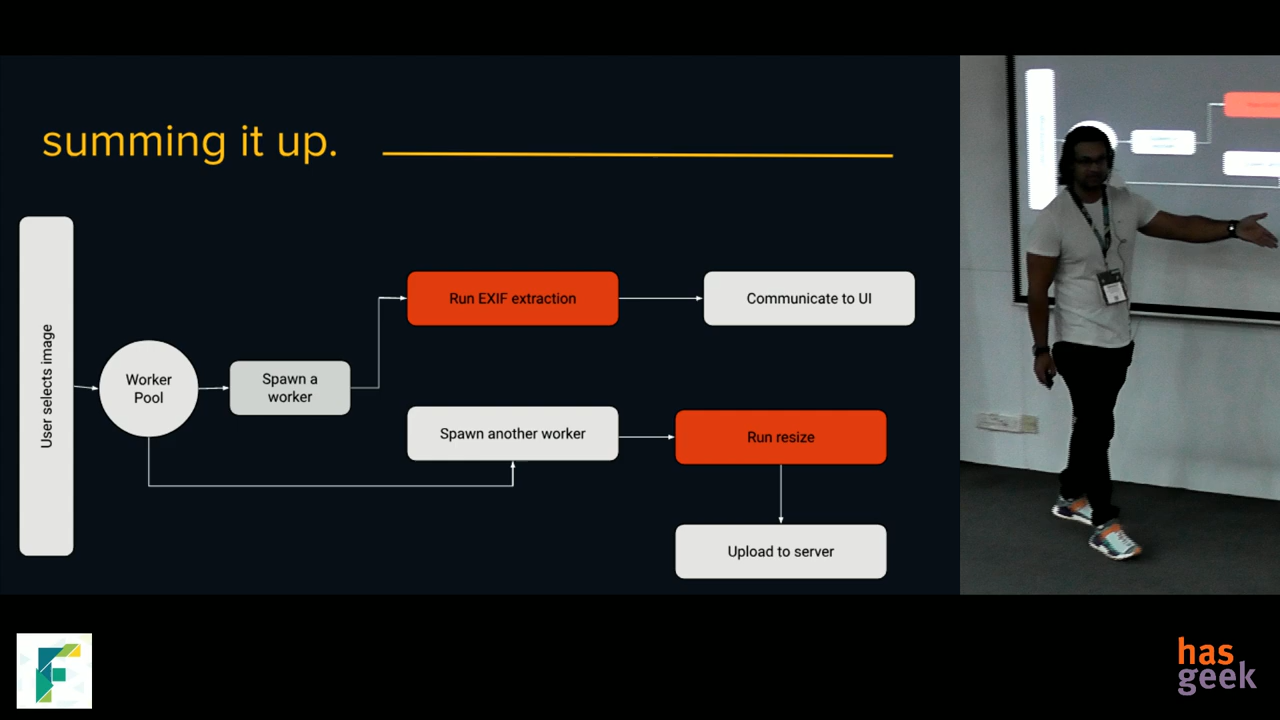 summing it up.
User selects image
Worker
Pool
Spawn a
worker
Run EXIF extraction
Communicate to UI
Spawn another worker
Run resize
Upload to server
F
has
geek